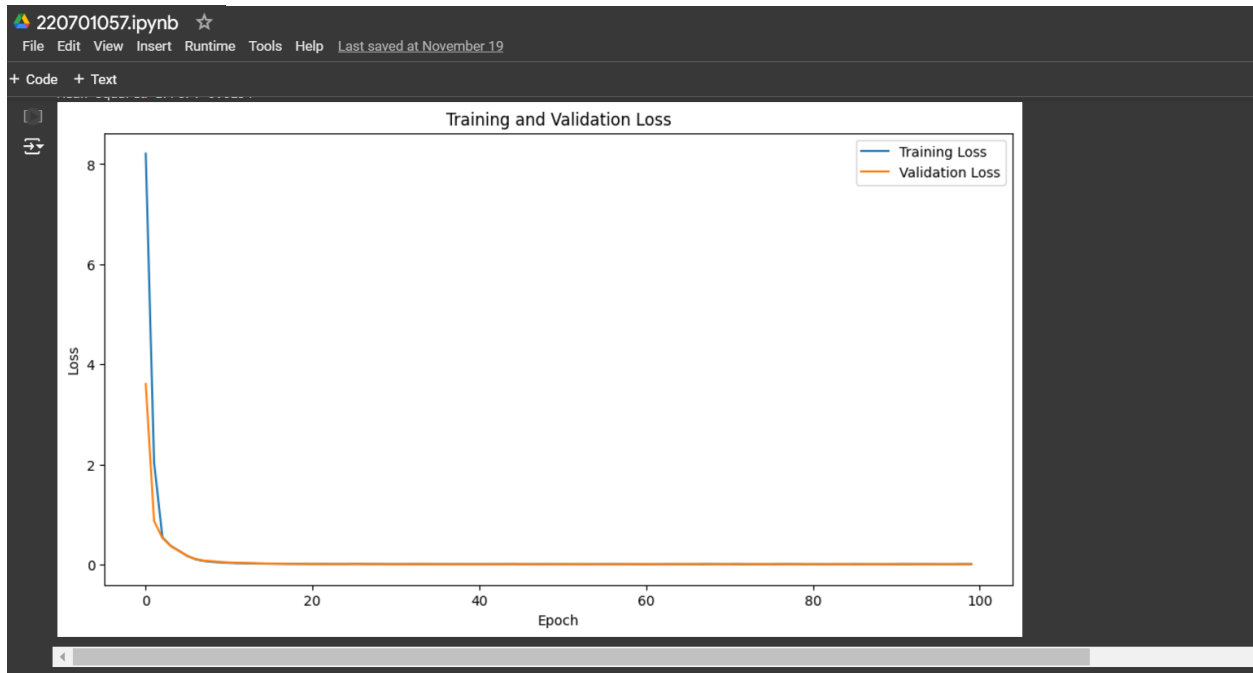 220701057.ipynb
File Edit View Insert Runtime Tools Help Last saved at November 19
+ Code + Text
Training and Validation Loss
Training Loss
Validation Loss
8
6
4
2
0
Loss
0 20 40 60 80 100
Epoch